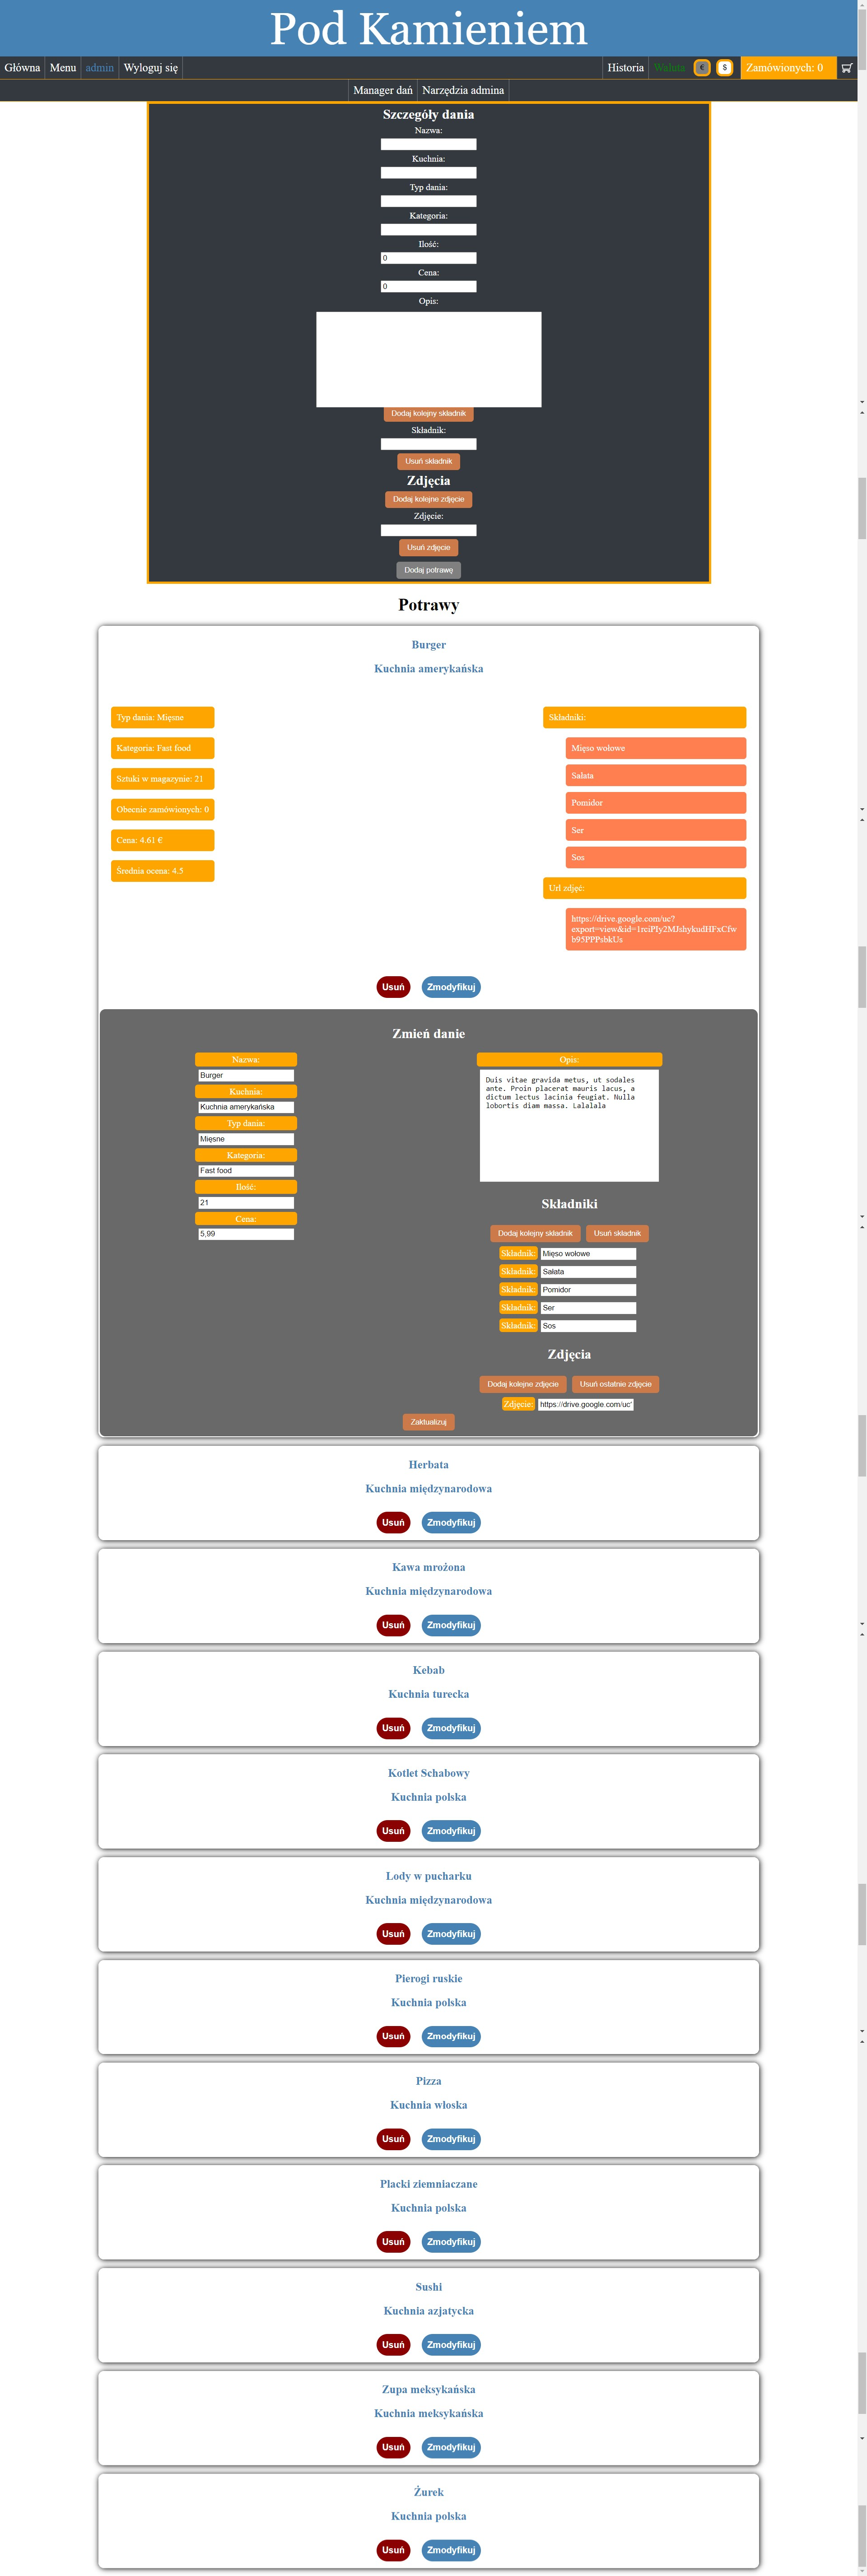 Pod Kamieniem
Główna Menu admin Wyloguj się Historia Waluta € $ Zamówionych: 0
Manager dań Narzędzia admina
Szczegóły dania
Nazwa:
Kuchnia:
Typ dania:
Kategoria:
Ilość:
0
Cena:
0
Opis:
Dodaj kolejny składnik
Składnik:
Usuń składnik
Zdjęcia
Dodaj kolejne zdjęcie
Zdjęcie:
Usuń zdjęcie
Dodaj potrawę
Potrawy
Burger
Kuchnia amerykańska
Typ dania: Mięsne
Kategoria: Fast food
Sztuki w magazynie: 21
Obecnie zamówionych: 0
Cena: 4.61 €
Średnia ocena: 4.5
Składniki:
Mięso wołowe
Sałata
Pomidor
Ser
Sos
Url zdjęć:
https://drive.google.com/uc?
export=view&id=1rciPIy2MJshykudHFxCfw
b95PPPsbkUs
Usuń Zmodyfikuj
Zmień danie
Nazwa:
Burger
Kuchnia:
Kuchnia amerykańska
Typ dania:
Mięsne
Kategoria:
Fast food
Ilość:
21
Cena:
5,99
Opis:
Duis vitae gravida metus, ut sodales
ante. Proin placerat mauris lacus, a
dictum lectus lacinia feugiat. Nulla
lobortis diam massa. Lalalala
Składniki
Dodaj kolejny składnik Usuń składnik
Składnik: Mięso wołowe
Składnik: Sałata
Składnik: Pomidor
Składnik: Ser
Składnik: Sos
Zdjęcia
Dodaj kolejne zdjęcie Usuń ostatnie zdjęcie
Zdjęcie: https://drive.google.com/uc?
Zaktualizuj
Herbata
Kuchnia międzynarodowa
Usuń Zmodyfikuj
Kawa mrożona
Kuchnia międzynarodowa
Usuń Zmodyfikuj
Kebab
Kuchnia turecka
Usuń Zmodyfikuj
Kotlet Schabowy
Kuchnia polska
Usuń Zmodyfikuj
Lody w pucharku
Kuchnia międzynarodowa
Usuń Zmodyfikuj
Pierogi ruskie
Kuchnia polska
Usuń Zmodyfikuj
Pizza
Kuchnia włoska
Usuń Zmodyfikuj
Placki ziemniaczane
Kuchnia polska
Usuń Zmodyfikuj
Sushi
Kuchnia azjatycka
Usuń Zmodyfikuj
Zupa meksykańska
Kuchnia meksykańska
Usuń Zmodyfikuj
Żurek
Kuchnia polska
Usuń Zmodyfikuj